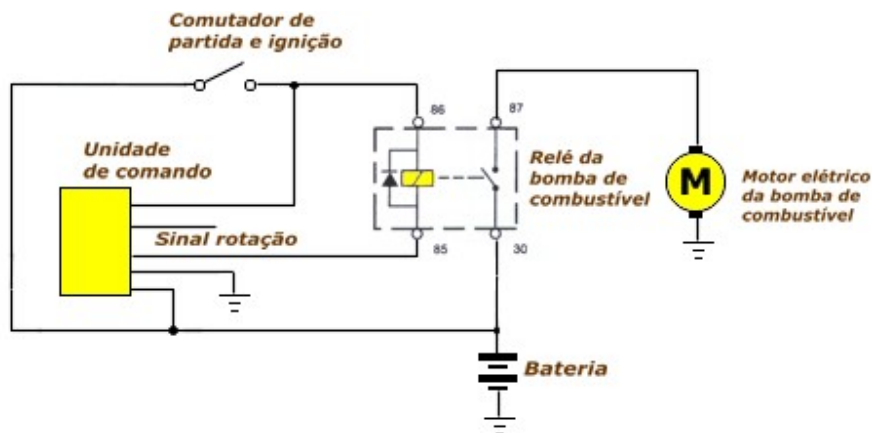 Comutador de
partida e ignição
86
87
Unidade
de comando
Relé da
bomba de
combustível
M
Motor elétrico
da bomba de
combustível
Sinal rotação
85
30
Bateria